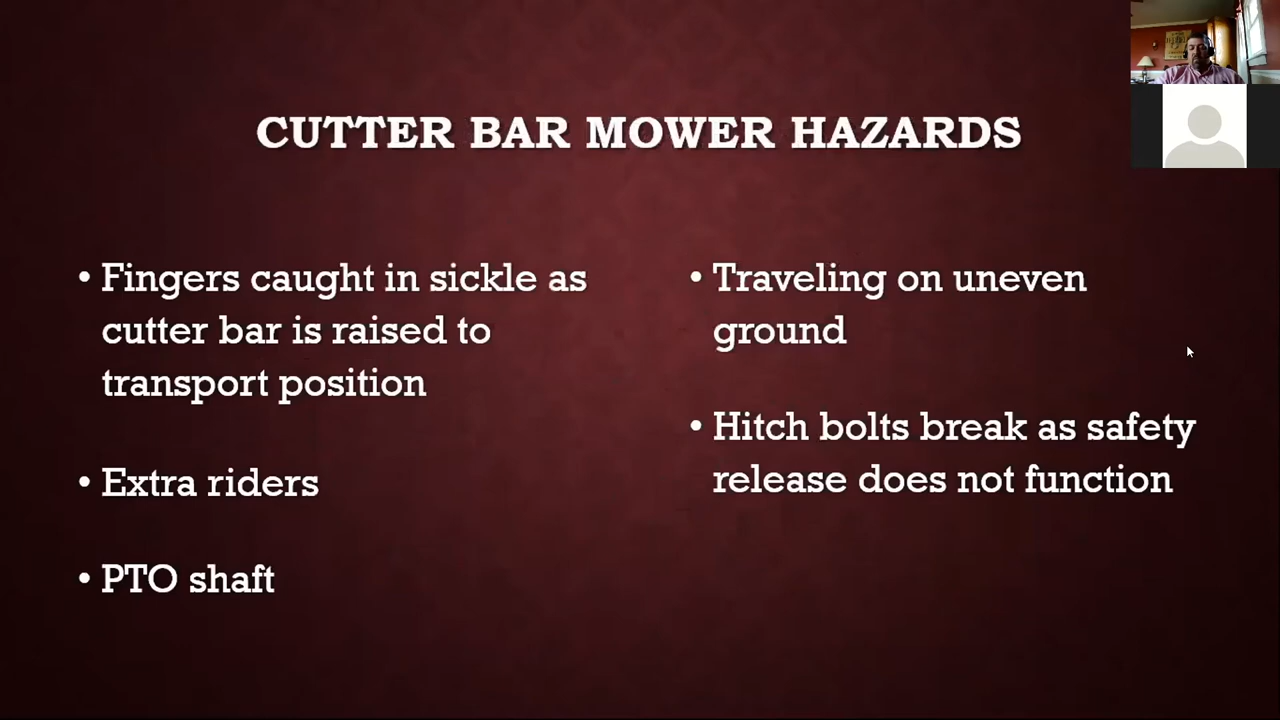 CUTTER BAR MOWER HAZARDS
• Fingers caught in sickle as
cutter bar is raised to
transport position
• Extra riders
• PTO shaft
• Traveling on uneven
ground
• Hitch bolts break as safety
release does not function